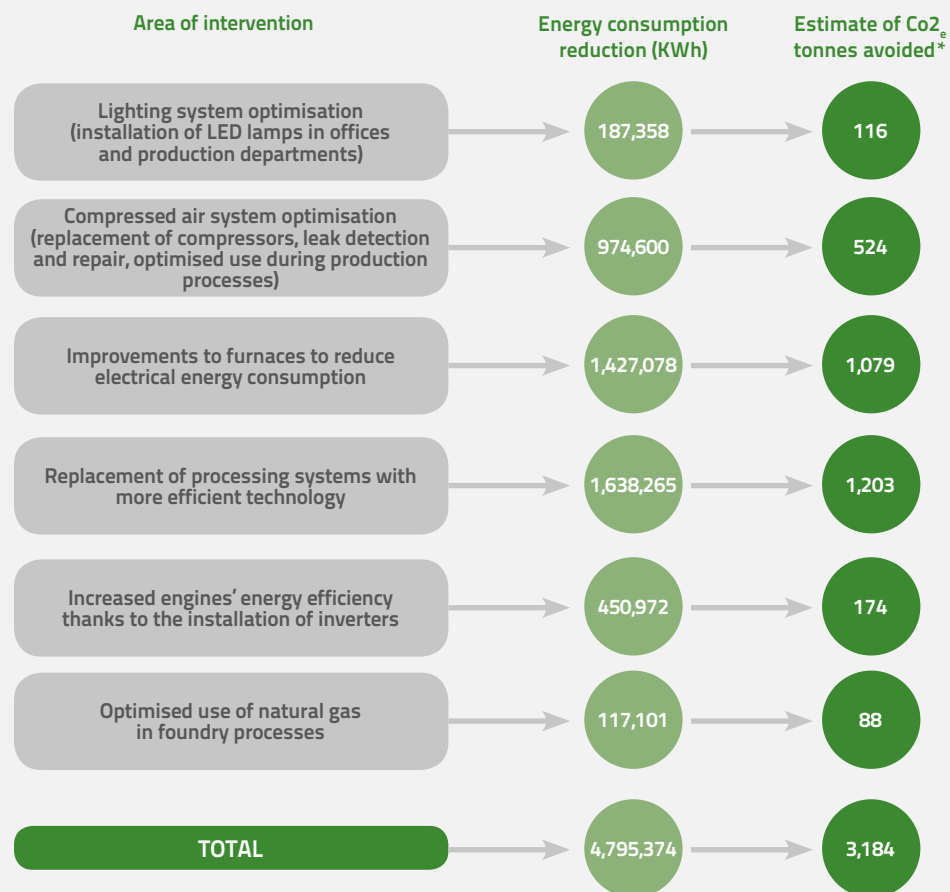 Area of intervention
Energy consumption
reduction (KWh)
Estimate of Co2e
tonnes avoided*
Lighting system optimisation
(installation of LED lamps in offices
and production departments)
187,358
116
Compressed air system optimisation
(replacement of compressors, leak detection
and repair, optimised use during production
processes)
974,600
524
Improvements to furnaces to reduce
electrical energy consumption
1,427,078
1,079
Replacement of processing systems with
more efficient technology
1,638,265
1,203
Increased engines’ energy efficiency
thanks to the installation of inverters
450,972
174
Optimised use of natural gas
in foundry processes
117,101
88
TOTAL
4,795,374
3,184